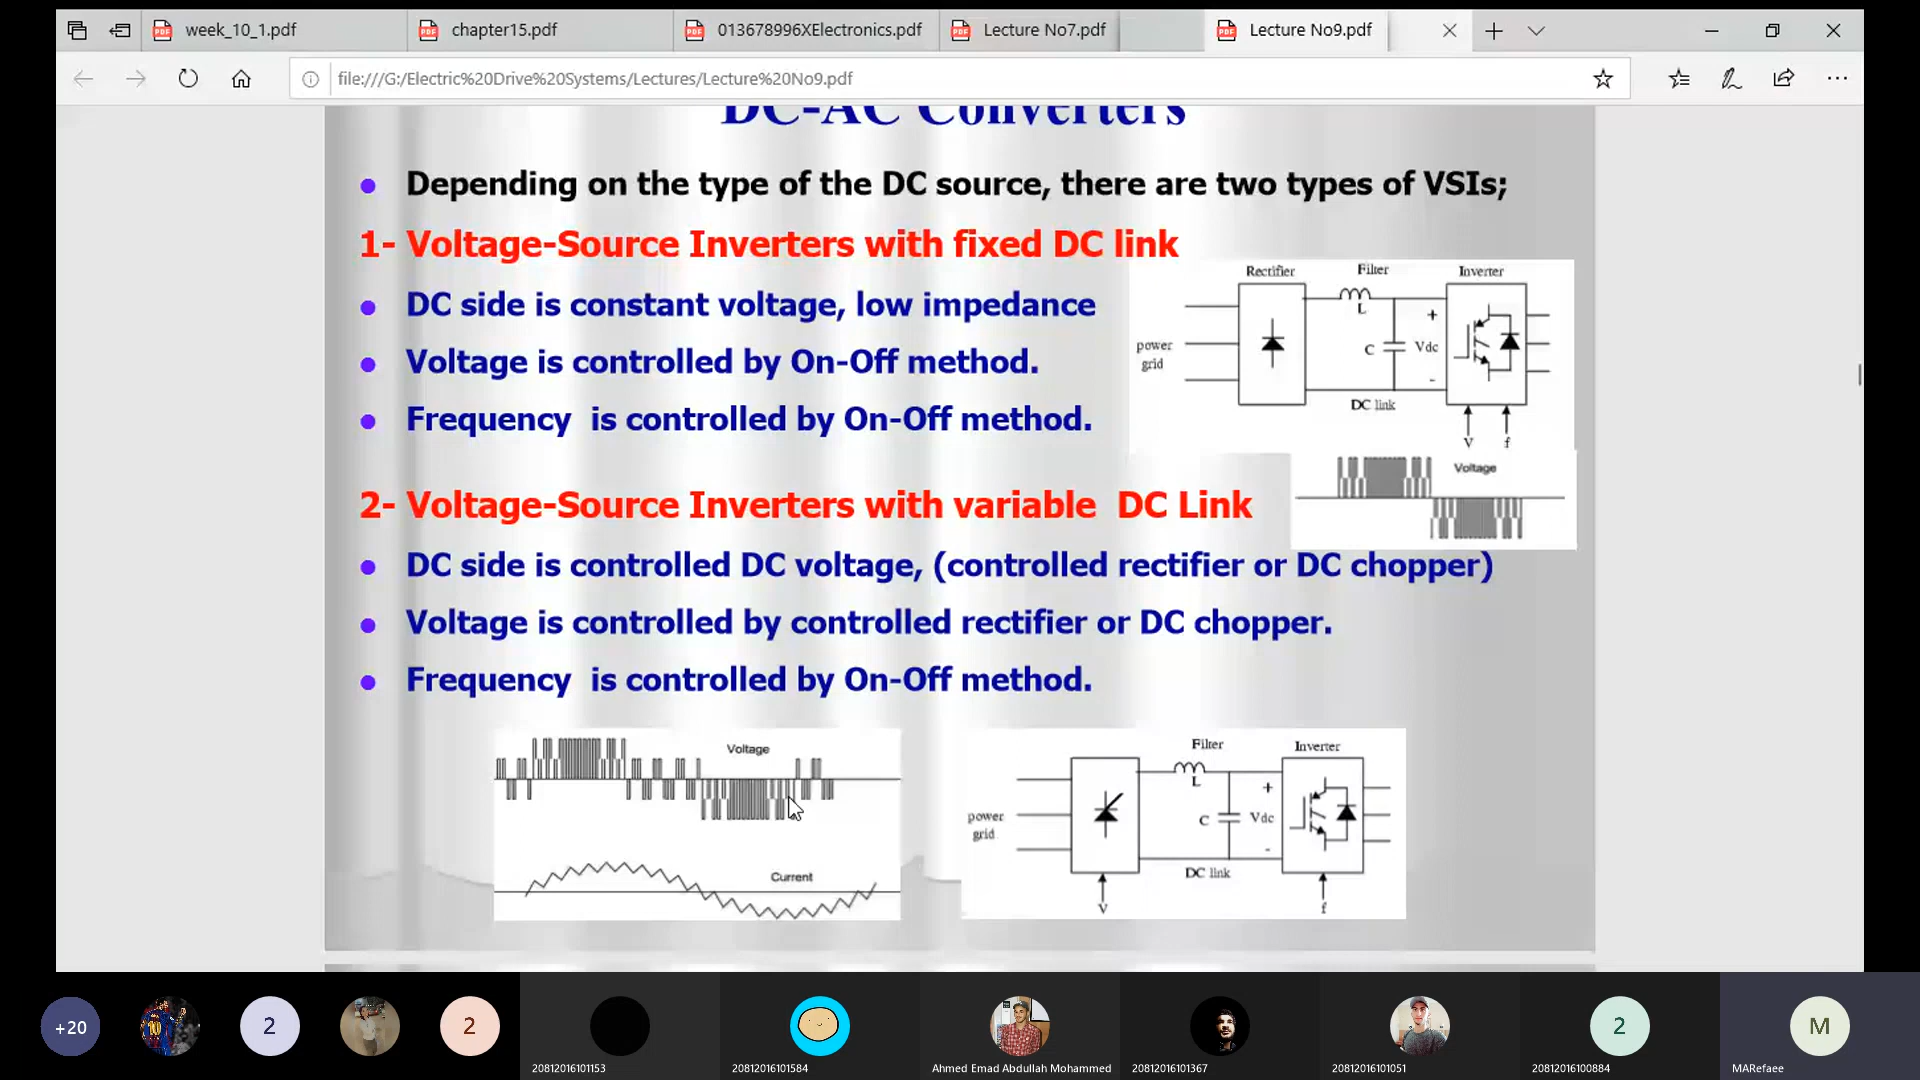 week_10_1.pdf
chapter15.pdf
013678996XElectronics.pdf
Lecture No7.pdf
Lecture No9.pdf
file:///G:/Electric%20Drive%20Systems/Lectures/Lecture%20No9.pdf
DC-AC Converters
Depending on the type of the DC source, there are two types of VSIs;
1- Voltage-Source Inverters with fixed DC link
DC side is constant voltage, low impedance
Voltage is controlled by On-Off method.
Frequency is controlled by On-Off method.
Rectifier
Filter
Inverter
L
+
power
grid
C
Vdc
-
DC link
V
f
Voltage
2- Voltage-Source Inverters with variable DC Link
DC side is controlled DC voltage, (controlled rectifier or DC chopper)
Voltage is controlled by controlled rectifier or DC chopper.
Frequency is controlled by On-Off method.
Voltage
Current
Filter
Inverter
L
+
power
grid
C
Vdc
-
DC link
V
f
+20
10
2
2
2
M
20812016101153
20812016101584
Ahmed Emad Abdullah Mohammed
20812016101367
20812016101051
20812016100884
MARefaee